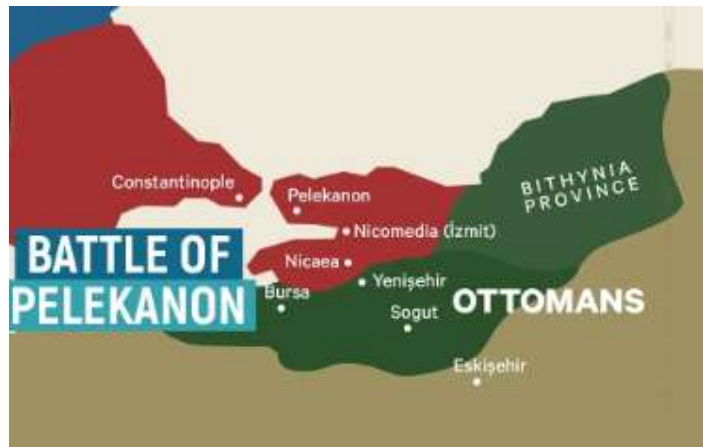 Constantinople
Pelekanon
BITHYNIA
PROVINCE
Nicomedia (İzmit)
BATTLE OF
PELEKANON
Nicaea
Yenişehir
Bursa
Sogut
OTTOMANS
Eskişehir